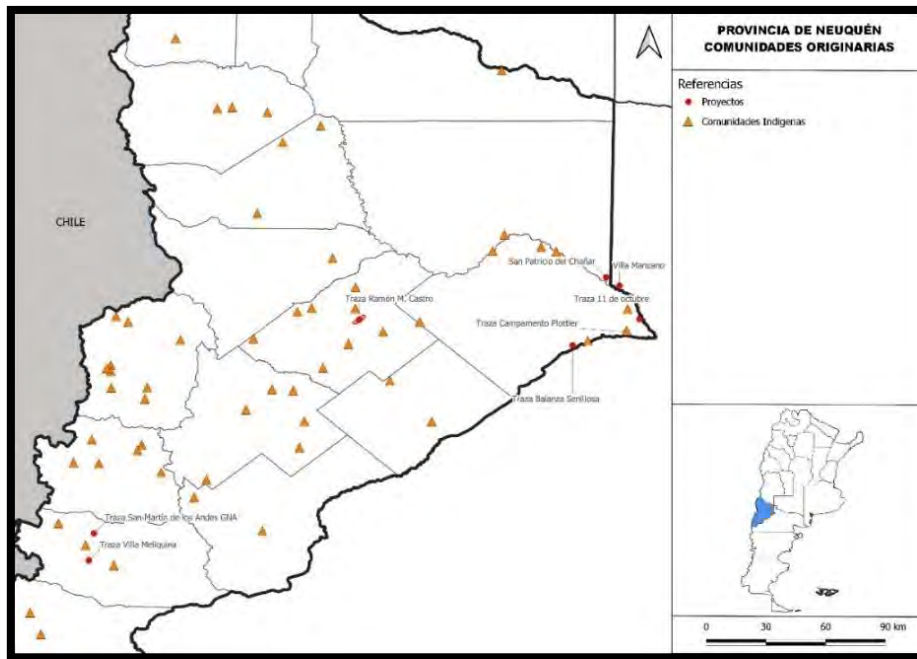 PROVINCIA DE NEUQUÉN
COMUNIDADES ORIGINARIAS
Referencias
Proyectos
Comunidades Indígenas
CHILE
San Patricio del Chañar
Villa Manzano
Traza Ramón M. Castro
Traza 11 de octubre
Traza Campamento Plottier
Traza Balanza Senillosa
Traza San Martín de los Andes GNA
Traza Villa Meliquina
0 30 60 90 km